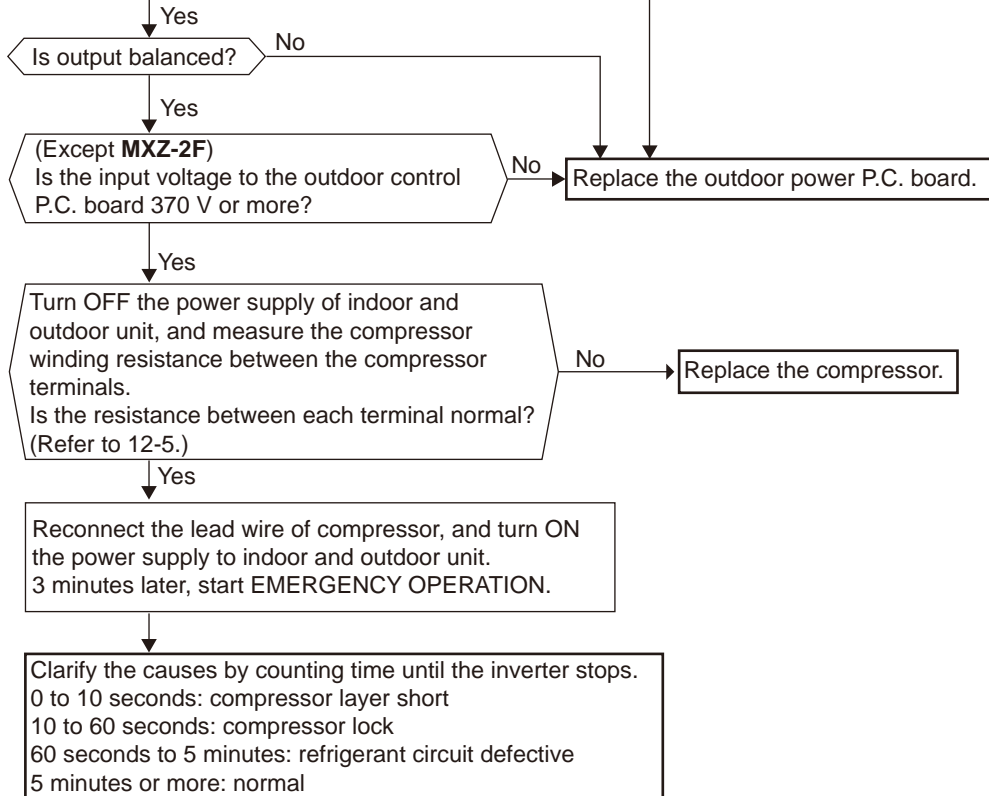 Yes
Is output balanced?
No
Yes
(Except MXZ-2F)
Is the input voltage to the outdoor control
P.C. board 370 V or more?
No
Replace the outdoor power P.C. board.
Yes
Turn OFF the power supply of indoor and
outdoor unit, and measure the compressor
winding resistance between the compressor
terminals.
Is the resistance between each terminal normal?
(Refer to 12-5.)
No
Replace the compressor.
Yes
Reconnect the lead wire of compressor, and turn ON
the power supply to indoor and outdoor unit.
3 minutes later, start EMERGENCY OPERATION.
Clarify the causes by counting time until the inverter stops.
0 to 10 seconds: compressor layer short
10 to 60 seconds: compressor lock
60 seconds to 5 minutes: refrigerant circuit defective
5 minutes or more: normal